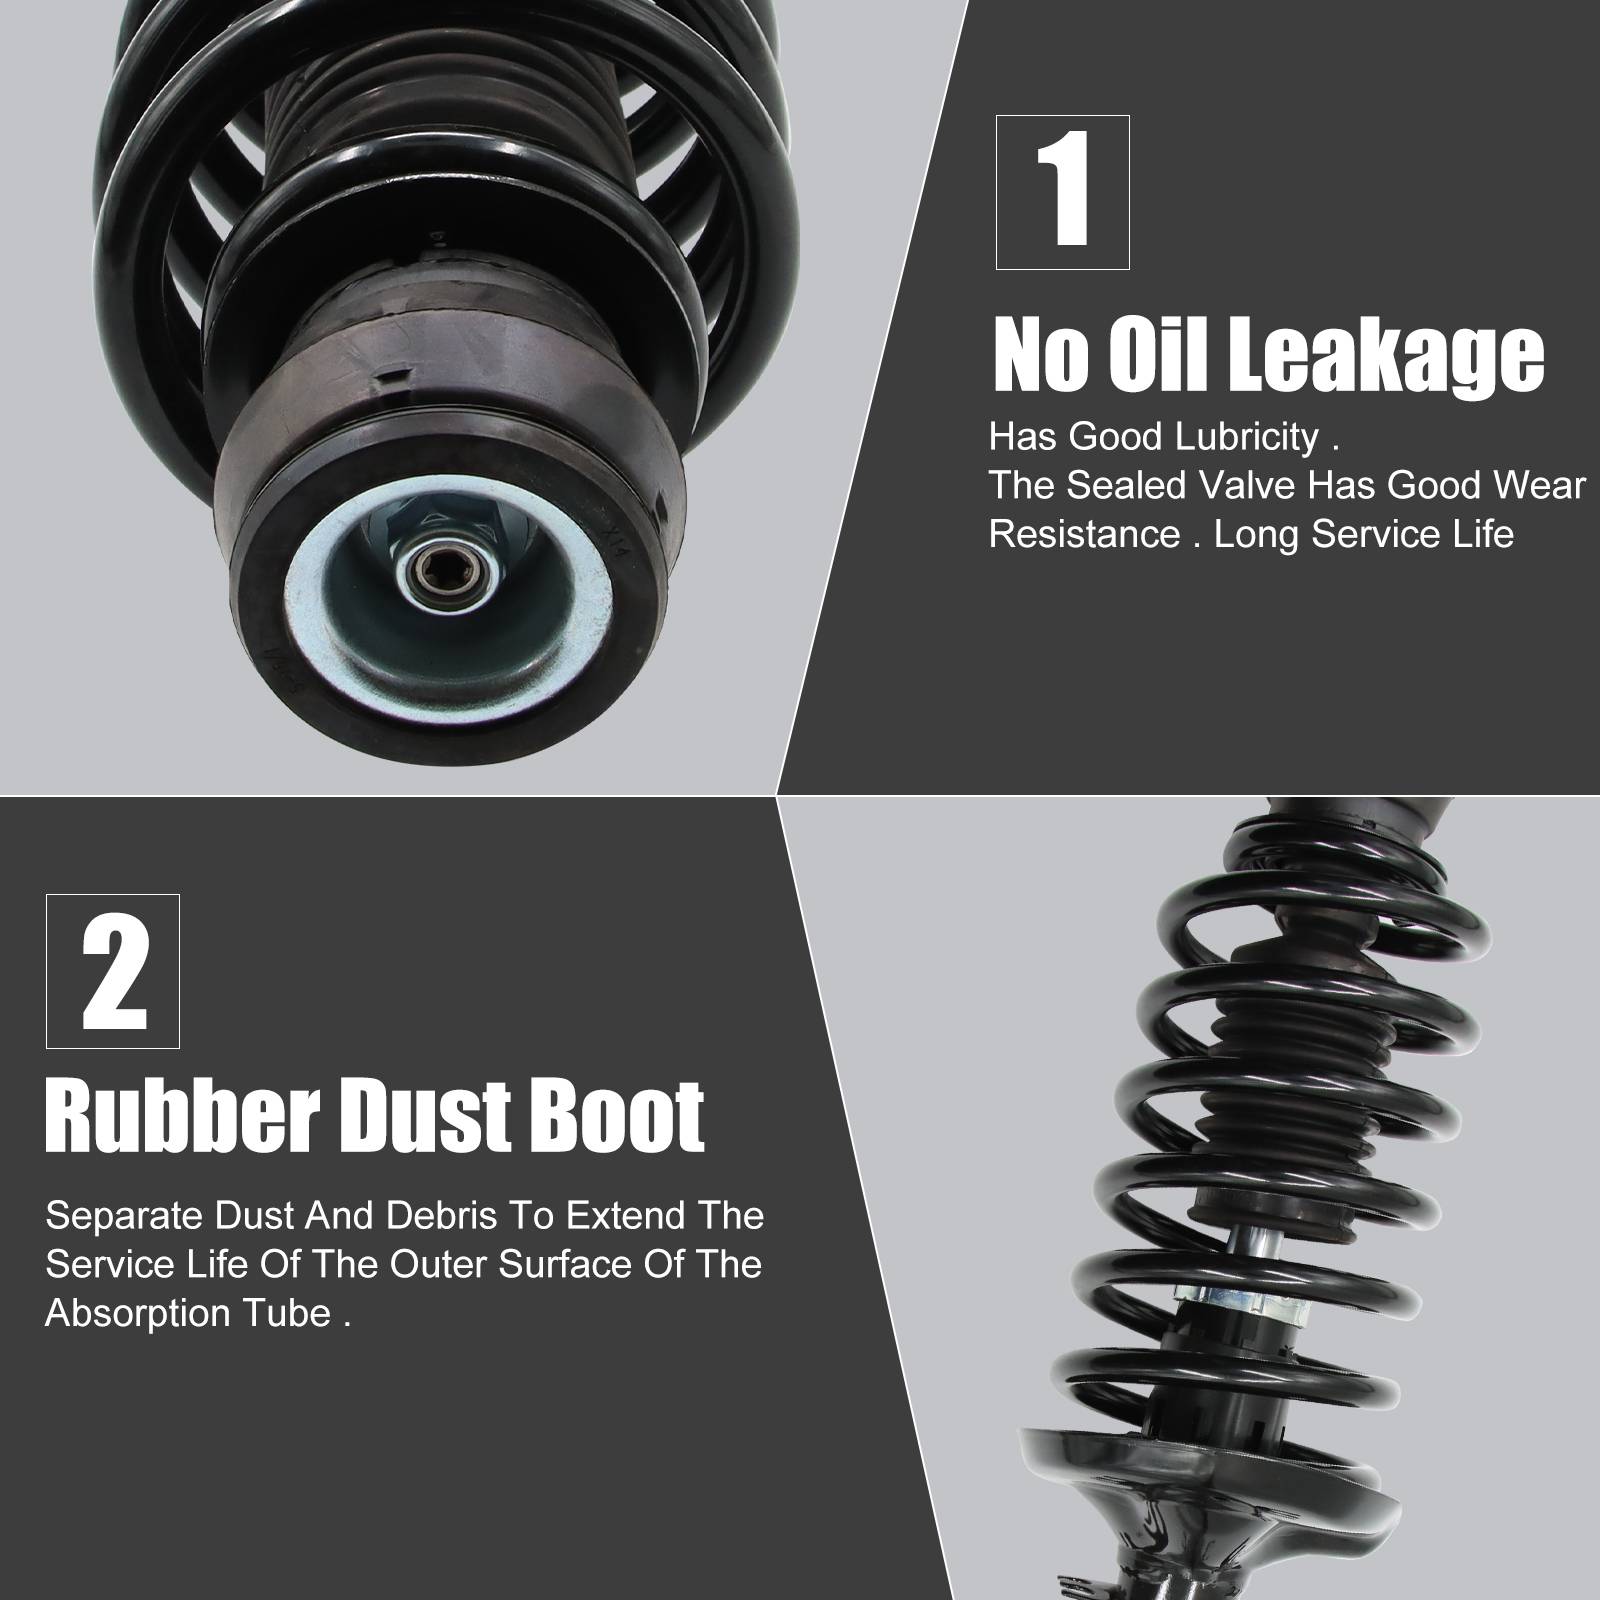 1
No Oil Leakage
Has Good Lubricity .
The Sealed Valve Has Good Wear
Resistance . Long Service Life
X14
2
Rubber Dust Boot
Separate Dust And Debris To Extend The
Service Life Of The Outer Surface Of The
Absorption Tube .